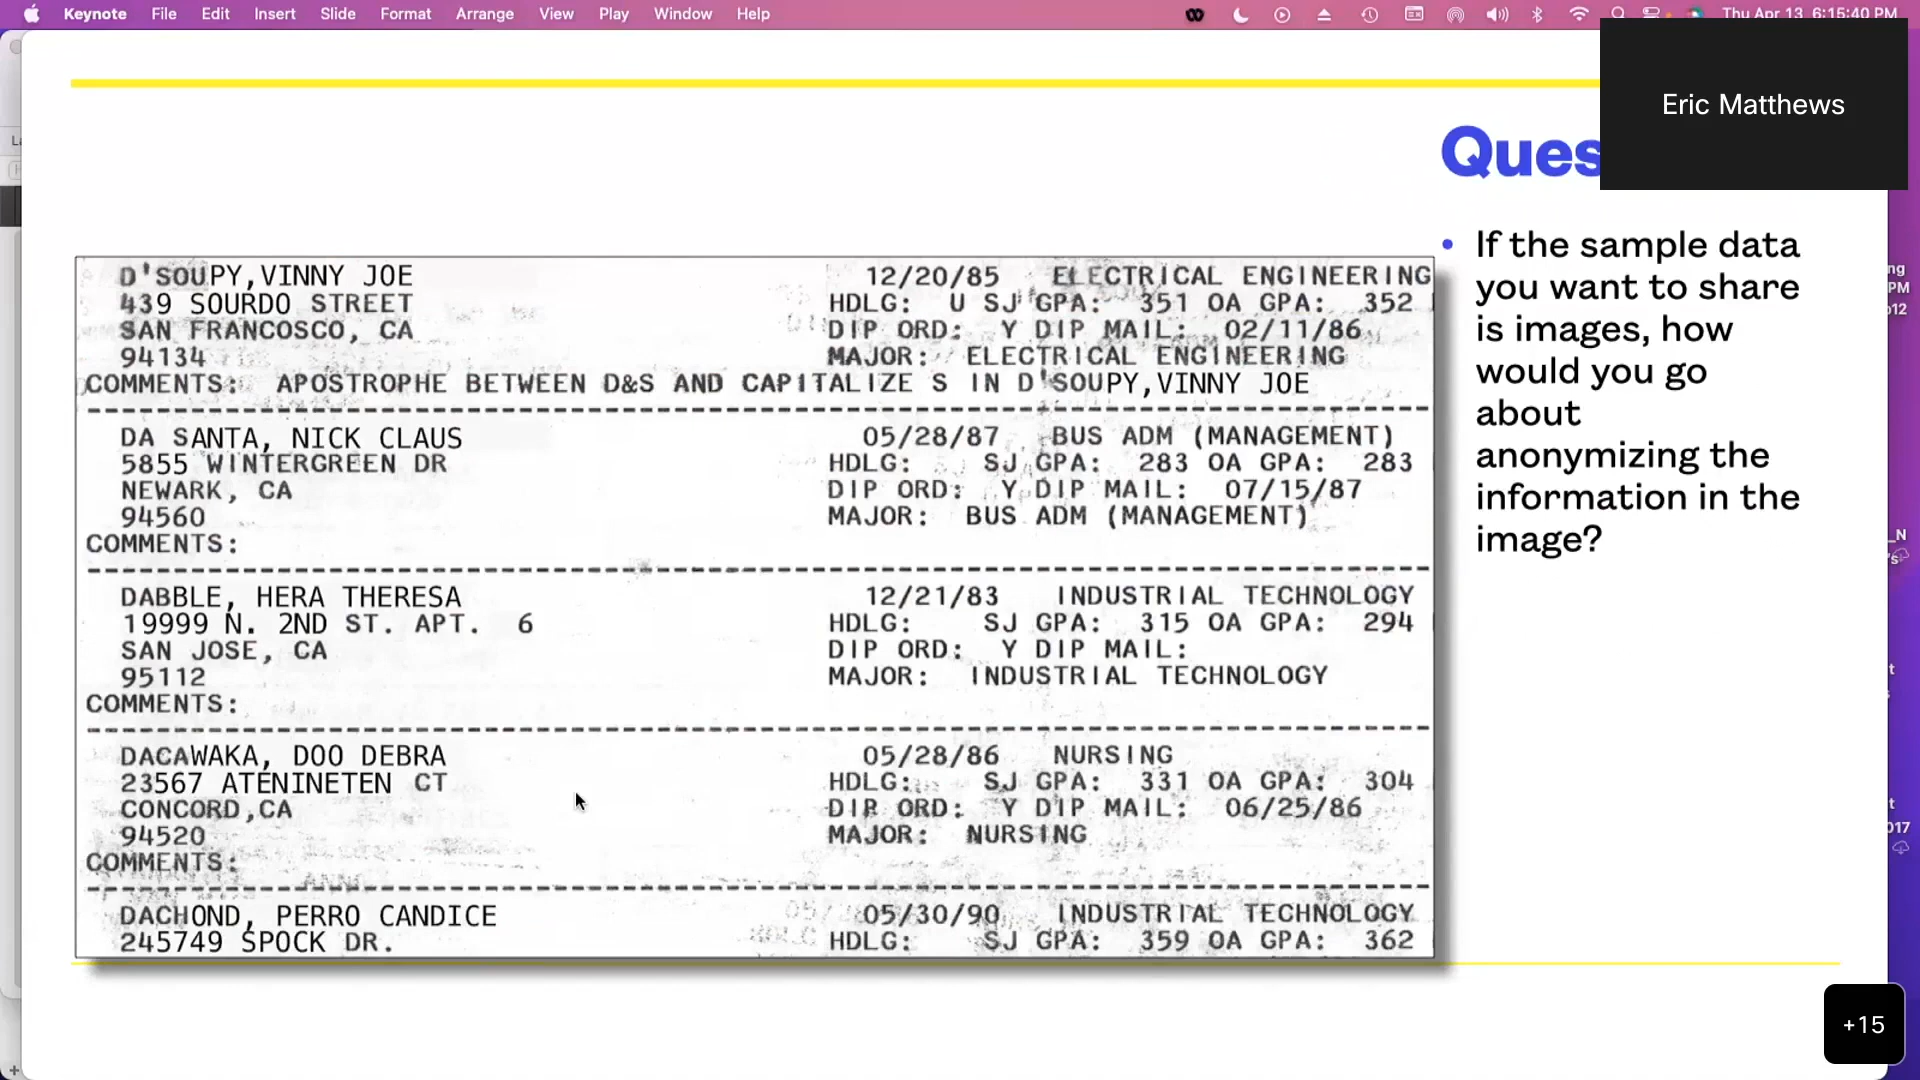 Keynote File Edit Insert Slide Format Arrange View Play Window Help Thu Apr 13 6:15:40 PM
Eric Matthews
Ques
• If the sample data
you want to share
is images, how
would you go
about
anonymizing the
information in the
image?
D'SOUPY,VINNY JOE 12/20/85 ELECTRICAL ENGINEERING
439 SOURDO STREET HDLG: U SJ GPA: 351 OA GPA: 352
SAN FRANCOSCO, CA DIP ORD: Y DIP MAIL: 02/11/86
94134 MAJOR: ELECTRICAL ENGINEERING
COMMENTS: APOSTROPHE BETWEEN D&S AND CAPITALIZE S IN D'SOUPY,VINNY JOE
DA SANTA, NICK CLAUS 05/28/87 BUS ADM (MANAGEMENT)
5855 WINTERGREEN DR HDLG: SJ GPA: 283 OA GPA: 283
NEWARK, CA DIP ORD: Y DIP MAIL: 07/15/87
94560 MAJOR: BUS ADM (MANAGEMENT)
COMMENTS:
DABBLE, HERA THERESA 12/21/83 INDUSTRIAL TECHNOLOGY
19999 N. 2ND ST. APT. 6 HDLG: SJ GPA: 315 OA GPA: 294
SAN JOSE, CA DIP ORD: Y DIP MAIL:
95112 MAJOR: INDUSTRIAL TECHNOLOGY
COMMENTS:
DACAWAKA, DOO DEBRA 05/28/86 NURSING
23567 ATENINETEN CT HDLG: SJ GPA: 331 OA GPA: 304
CONCORD,CA DIP ORD: Y DIP MAIL: 06/25/86
94520 MAJOR: NURSING
COMMENTS:
DACHOND, PERRO CANDICE 05/30/90 INDUSTRIAL TECHNOLOGY
245749 SPOCK DR. HDLG: SJ GPA: 359 OA GPA: 362
+15